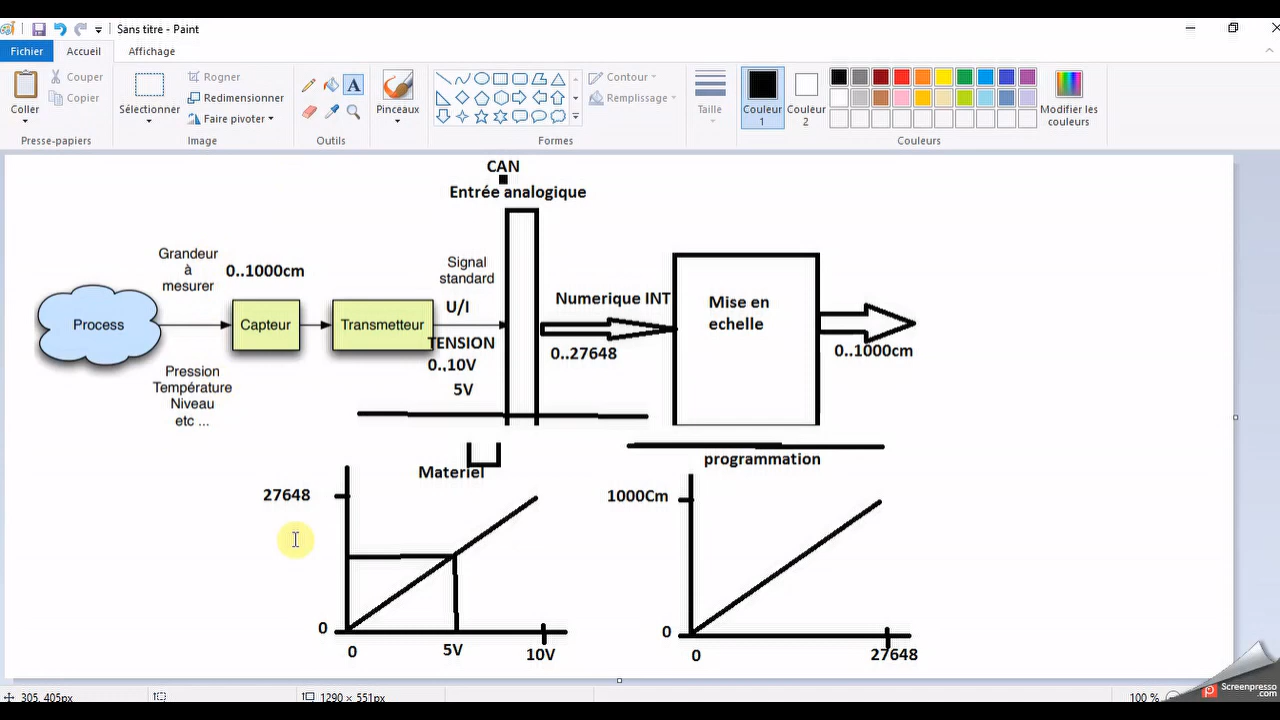 Sans titre - Paint
Fichier
Accueil
Affichage
Coller
Couper
Copier
Presse-papiers
Sélectionner
Rogner
Redimensionner
Faire pivoter
Image
A
Outils
Pinceaux
Contour
Remplissage
Formes
Taille
Couleur
1
Couleur
2
Modifier les
couleurs
Couleurs
CAN
Entrée analogique
Grandeur
à
mesurer
0..1000cm
Signal
standard
U/I
Process
Capteur
Transmetteur
TENSION
0.,10V
5V
Numerique INT
0..27648
Mise en
echelle
0..1000cm
Pression
Température
Niveau
etc ...
Materiel
programmation
27648
0
0
5V
10V
1000Cm
0
0
27648
305, 405px
1290 × 551px
100 %
Screenpresso
.com